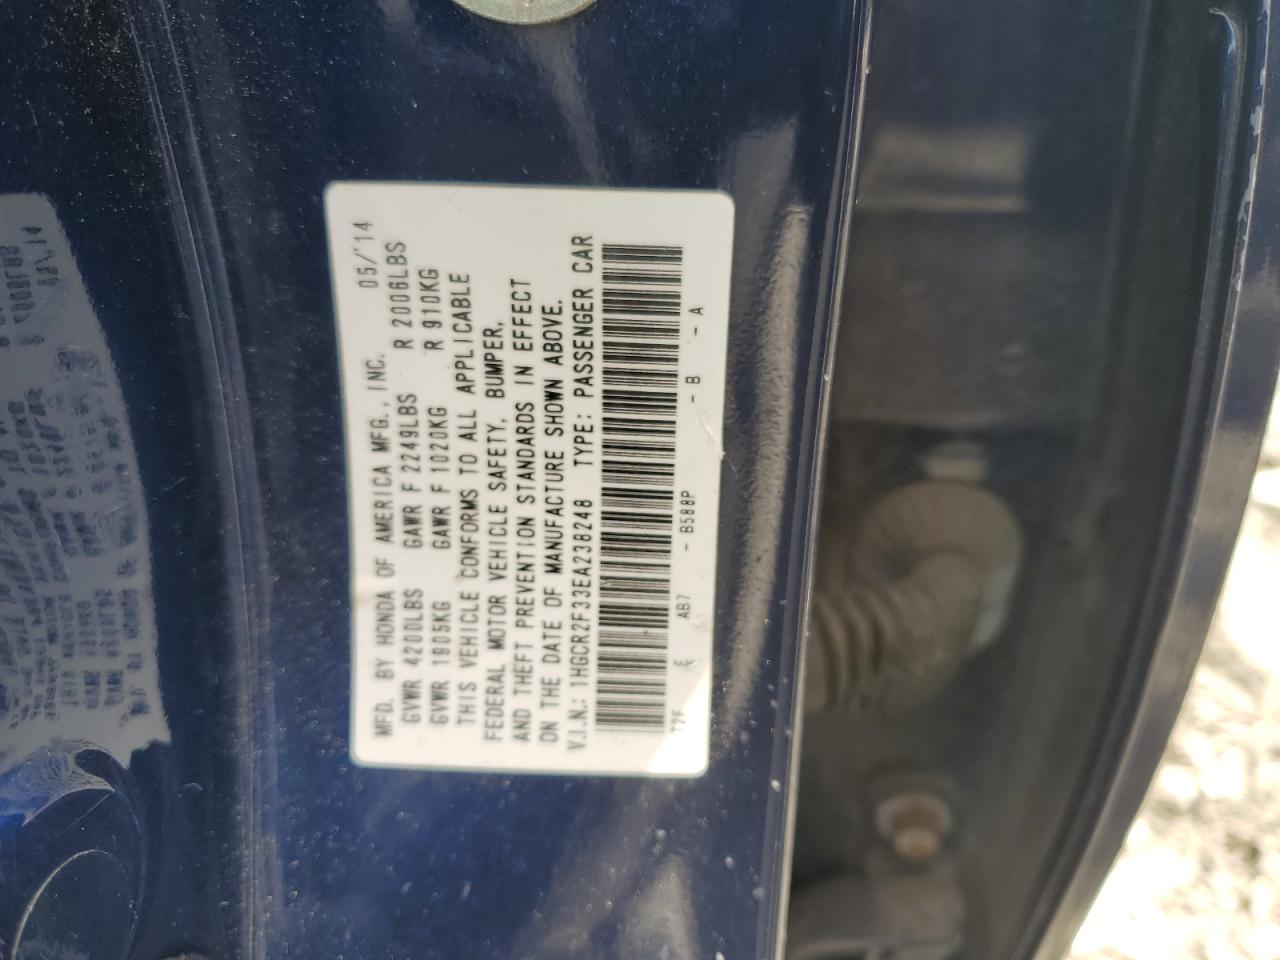 MFD. BY HONDA OF AMERICA MFG., INC. 05/'14
GVWR 4200LBS GAWR F 2249LBS R 2006LBS
GVWR 1905KG GAWR F 1020KG R 910KG
THIS VEHICLE CONFORMS TO ALL APPLICABLE
FEDERAL MOTOR VEHICLE SAFETY, BUMPER,
AND THEFT PREVENTION STANDARDS IN EFFECT
ON THE DATE OF MANUFACTURE SHOWN ABOVE.
V.I.N.: 1HGCR2F33EA238248 TYPE: PASSENGER CAR
T2F E AB7 - B588P - B - A